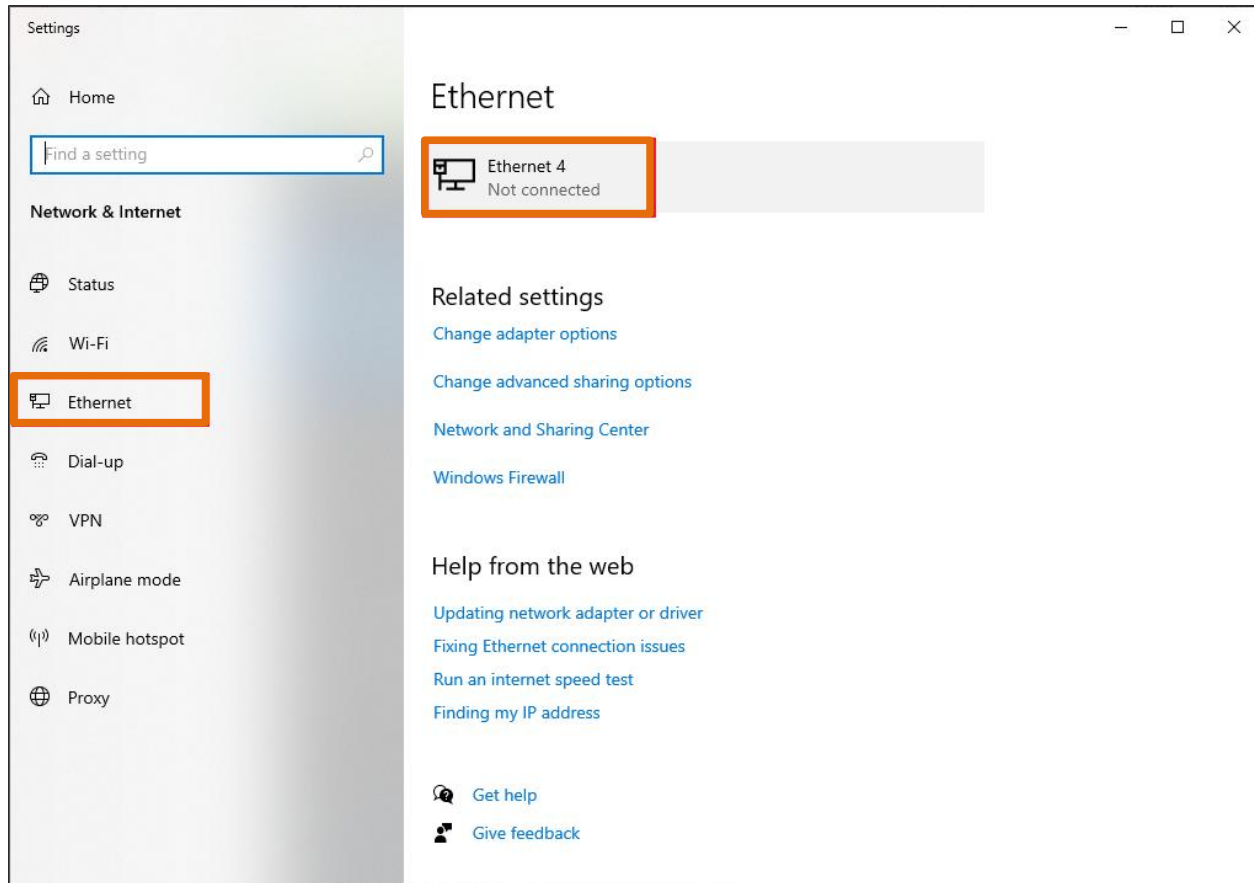 Settings
Home
Find a setting
Network & Internet
Status
Wi-Fi
Ethernet
Dial-up
VPN
Airplane mode
Mobile hotspot
Proxy
Ethernet
Ethernet 4
Not connected
Related settings
Change adapter options
Change advanced sharing options
Network and Sharing Center
Windows Firewall
Help from the web
Updating network adapter or driver
Fixing Ethernet connection issues
Run an internet speed test
Finding my IP address
Get help
Give feedback